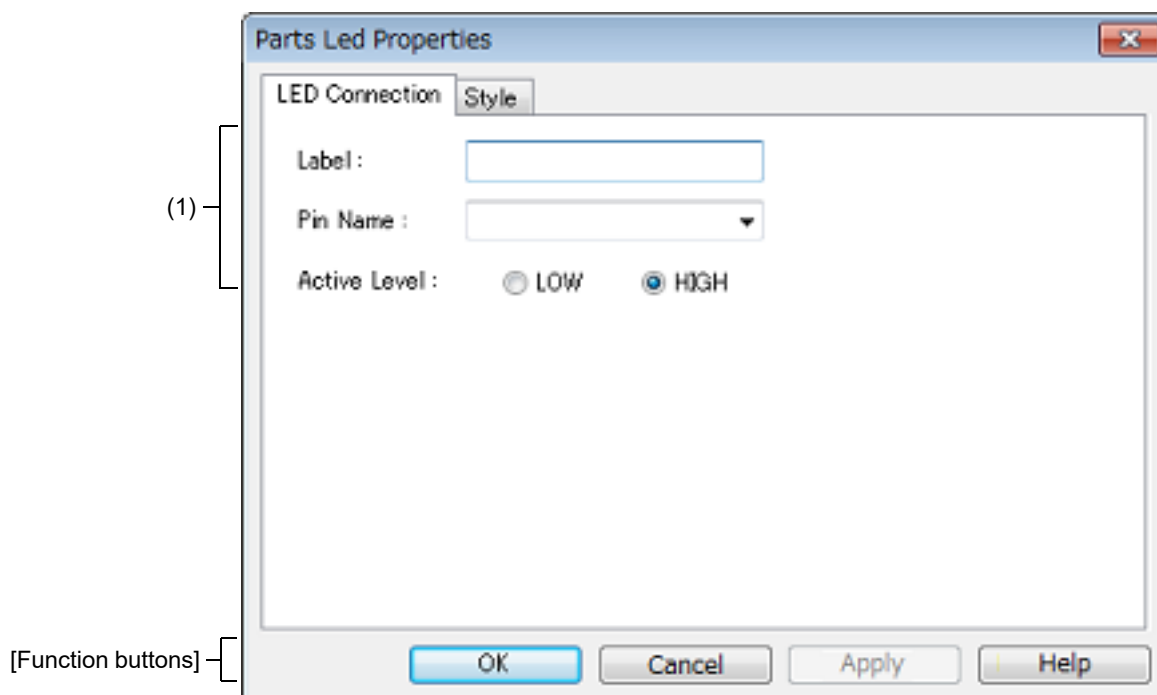 Parts Led Properties
LED Connection Style
Label :
(1)
Pin Name :
Active Level : LOW HIGH
[Function buttons] OK Cancel Apply Help